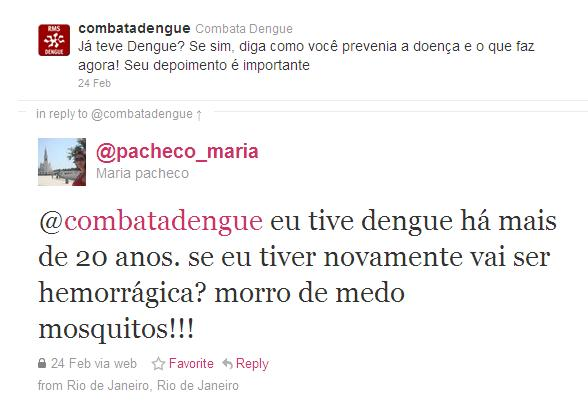 RMS
DENGUE
combatadengue Combata Dengue
Já teve Dengue? Se sim, diga como você prevenia a doença e o que faz
agora! Seu depoimento é importante
24 Feb
in reply to @combatadengue ↑
@pacheco_maria
Maria pacheco
@combatadengue eu tive dengue há mais
de 20 anos. se eu tiver novamente vai ser
hemorrágica? morro de medo
mosquitos!!!
24 Feb via web Favorite Reply
from Rio de Janeiro, Rio de Janeiro